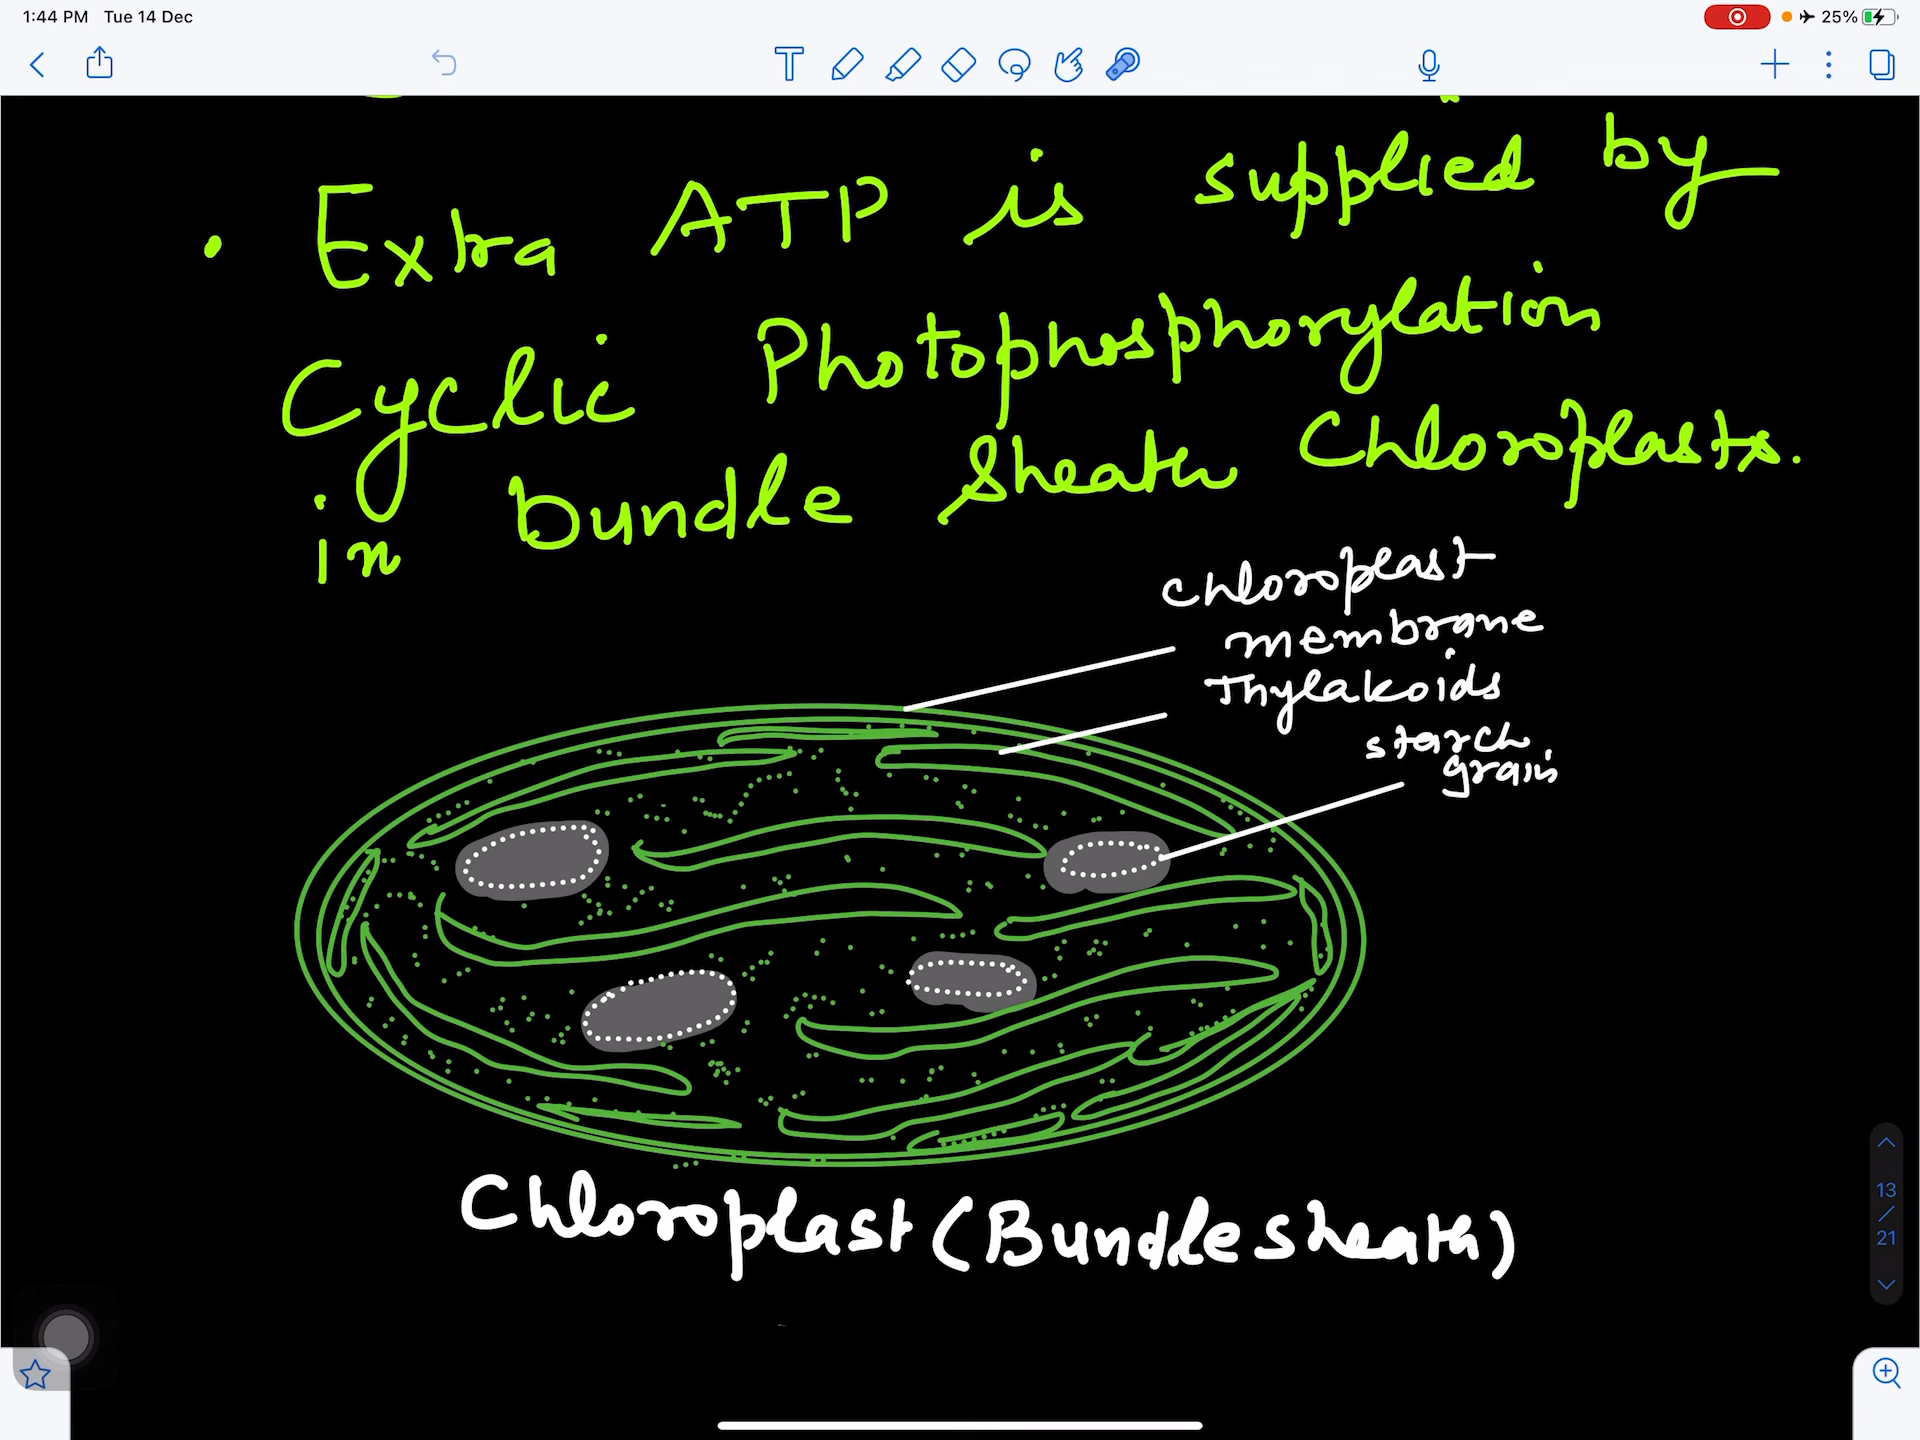 1:44 PM Tue 14 Dec
25%
• Extra ATP is supplied by
Cyclic Photophosphorylation
in bundle sheath Chloroplasts.
chloroplast
membrane
Thylakoids
starch
grain
Chloroplast (Bundle sheath)
13
/
21